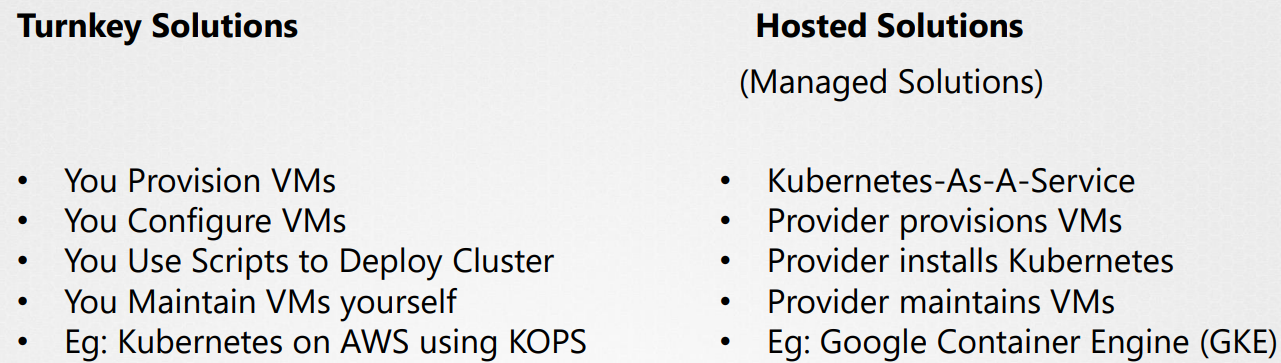 Turnkey Solutions
• You Provision VMs
• You Configure VMs
• You Use Scripts to Deploy Cluster
• You Maintain VMs yourself
• Eg: Kubernetes on AWS using KOPS
Hosted Solutions
(Managed Solutions)
• Kubernetes-As-A-Service
• Provider provisions VMs
• Provider installs Kubernetes
• Provider maintains VMs
• Eg: Google Container Engine (GKE)